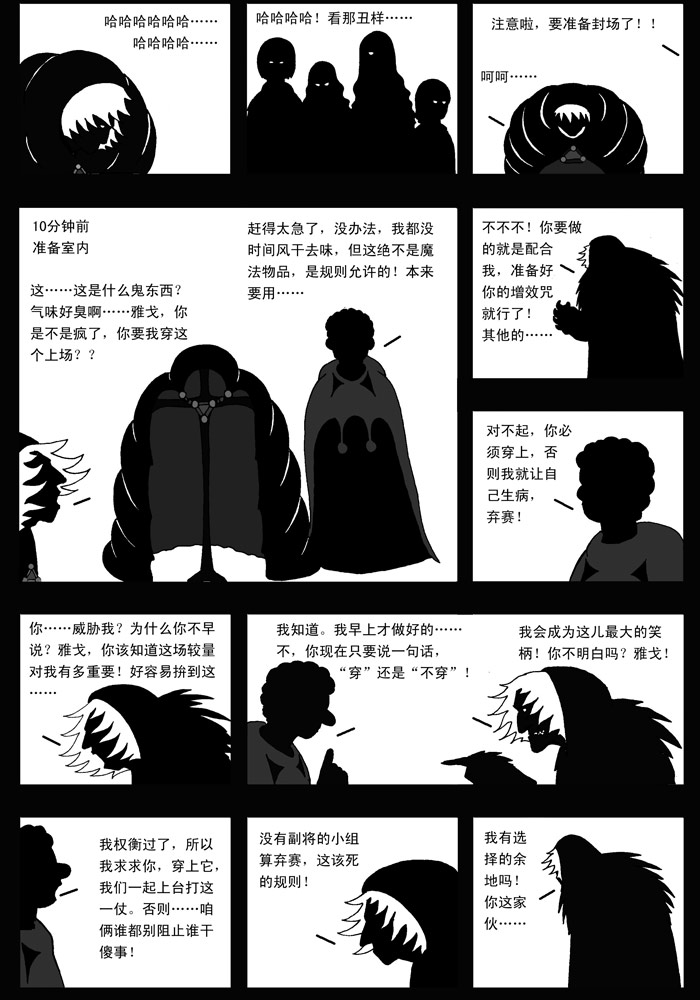 哈哈哈哈哈哈……
哈哈哈哈……
哈哈哈哈！看那丑样……
注意啦，要准备封场了！！
呵呵……
10分钟前
准备室内
这……这是什么鬼东西？
气味好臭啊……雅戈，你
是不是疯了，你要我穿这
个上场？？
赶得太急了，没办法，我都没
时间风干去味，但这绝不是魔
法物品，是规则允许的！本来
要用……
不不不！你要做
的就是配合
我，准备好
你的增效咒
就行了！
其他的……
对不起，你必
须穿上，否
则我就让自
己生病，
弃赛！
你……威胁我？为什么你不早
说？雅戈，你该知道这场较量
对我有多重要！好容易拚到这
……
我知道。我早上才做好的……
不，你现在只要说一句话，
“穿”还是“不穿”！
我会成为这儿最大的笑
柄！你不明白吗？雅戈！
我权衡过了，所以
我求求你，穿上它，
我们一起上台打这
一仗。否则……咱
俩谁都别阻止谁干
傻事！
没有副将的小组
算弃赛，这该死
的规则！
我有选
择的余
地吗！
你这家
伙……